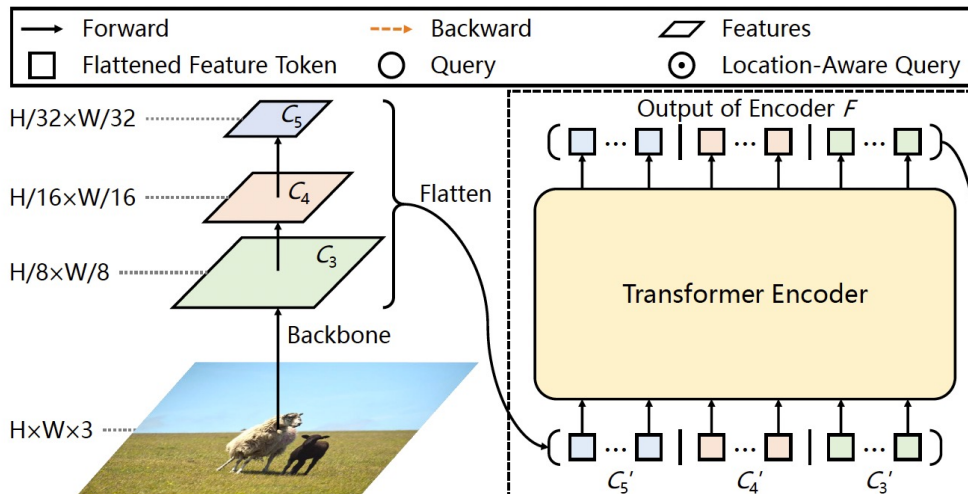 Forward
Backward
Features
Flattened Feature Token
Query
Location-Aware Query
H/32×W/32
C₅
H/16×W/16
C₄
Flatten
H/8×W/8
C₃
Backbone
H×W×3
Output of Encoder F
... | ... | ...
Transformer Encoder
... | ... | ...
C₅′
C₄′
C₃′